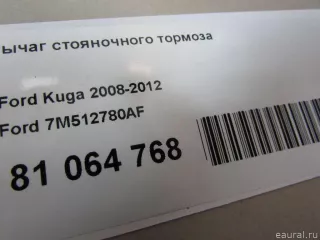 ычаг стояночного тормоза
Ford Kuga 2008-2012
Ford 7M512780AF
81 064 768
eaural.ru